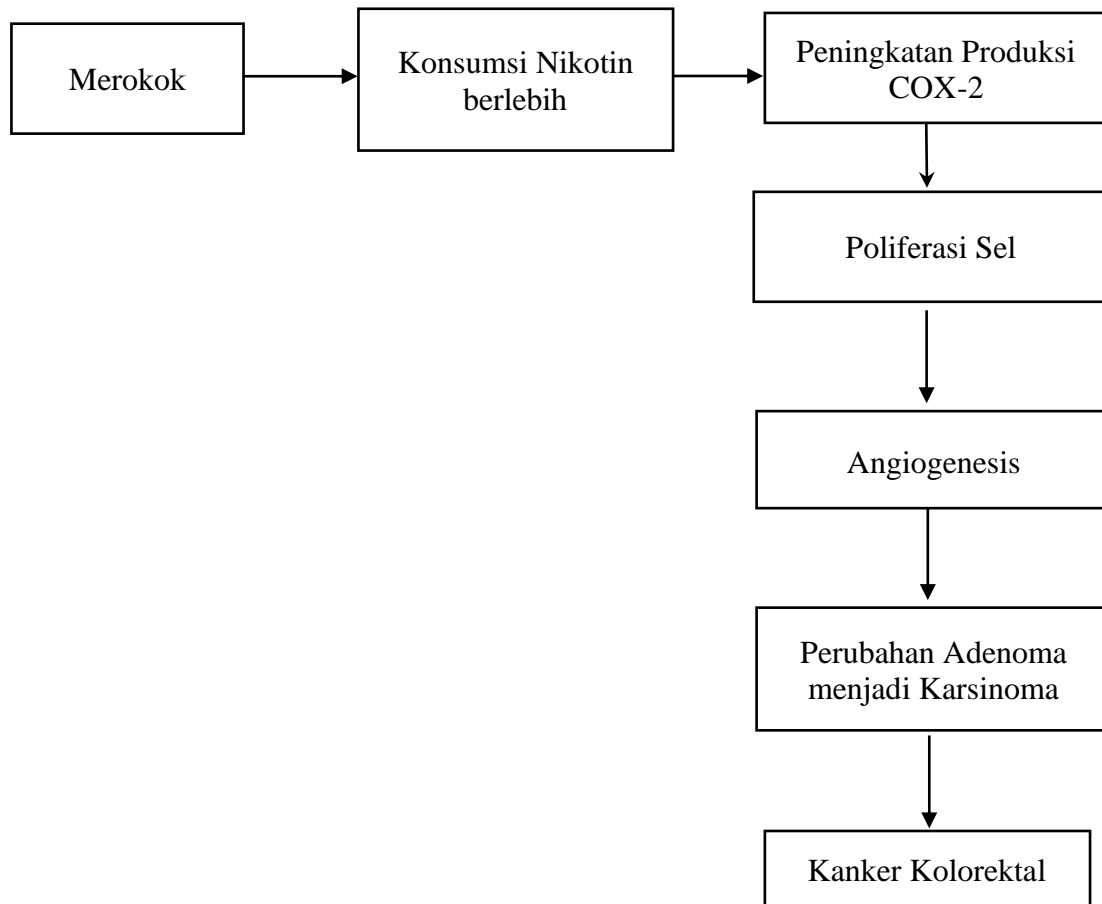 Merokok
Konsumsi Nikotin
berlebih
Peningkatan Produksi
COX-2
Poliferasi Sel
Angiogenesis
Perubahan Adenoma
menjadi Karsinoma
Kanker Kolorektal